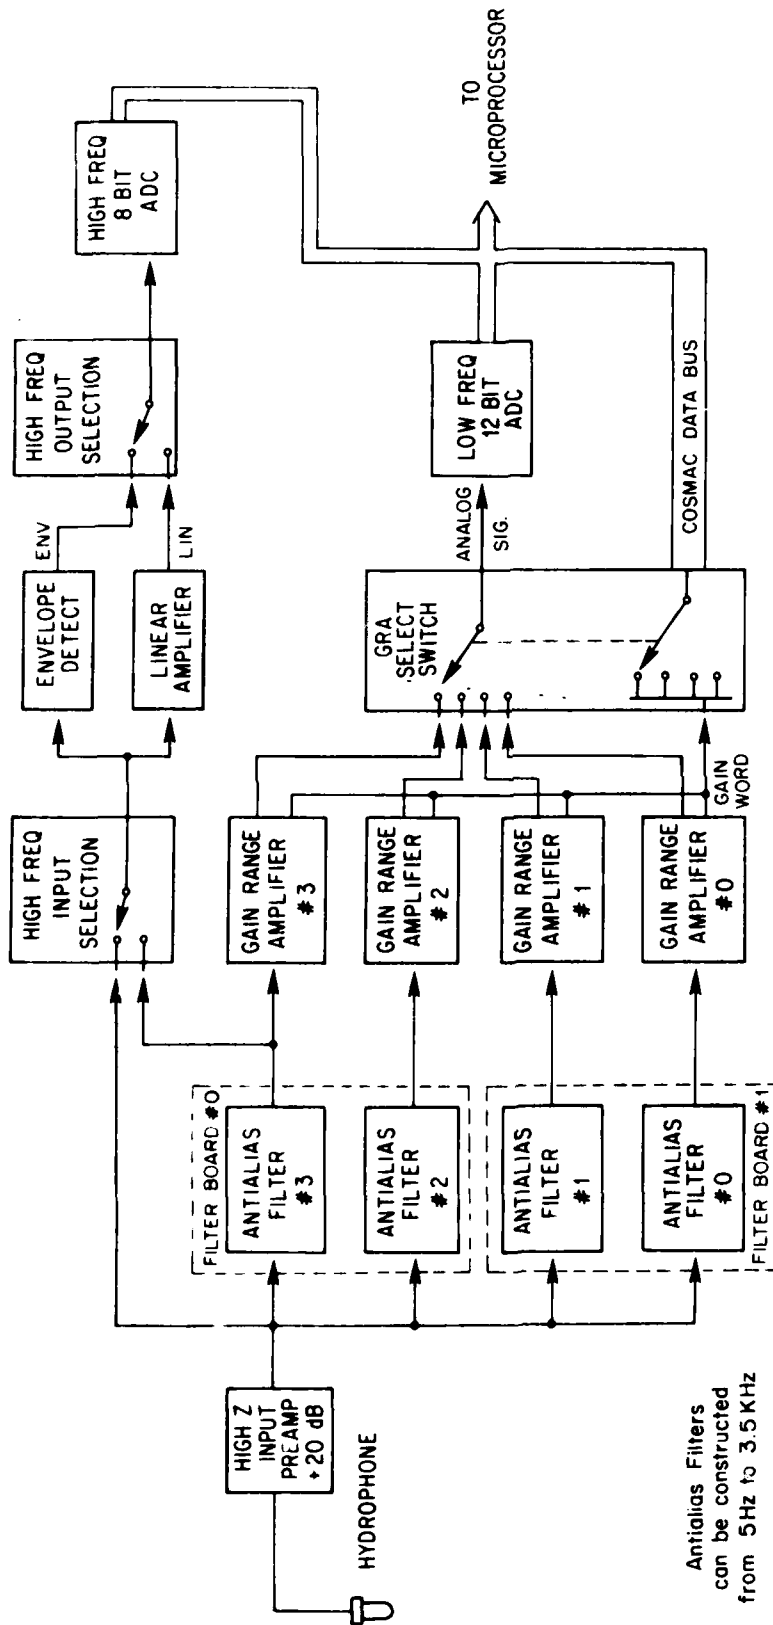 HYDROPHONE
HIGH Z
INPUT
PREAMP
+20 dB
Antialias Filters
can be constructed
from 5Hz to 3.5KHz
FILTER BOARD #0
ANTIALIAS
FILTER
#3
ANTIALIAS
FILTER
#2
ANTIALIAS
FILTER
#1
ANTIALIAS
FILTER
#0
FILTER BOARD #1
HIGH FREQ
INPUT
SELECTION
GAIN RANGE
AMPLIFIER
#3
GAIN RANGE
AMPLIFIER
#2
GAIN RANGE
AMPLIFIER
#1
GAIN RANGE
AMPLIFIER
#0
GAIN
WORD
ENVELOPE
DETECT
LINEAR
AMPLIFIER
ENV
LIN
GRA
SELECT
SWITCH
ANALOG
SIG.
HIGH FREQ
OUTPUT
SELECTION
LOW FREQ
12 BIT
ADC
COSMAC DATA BUS
HIGH FREQ
8 BIT
ADC
TO
MICROPROCESSOR